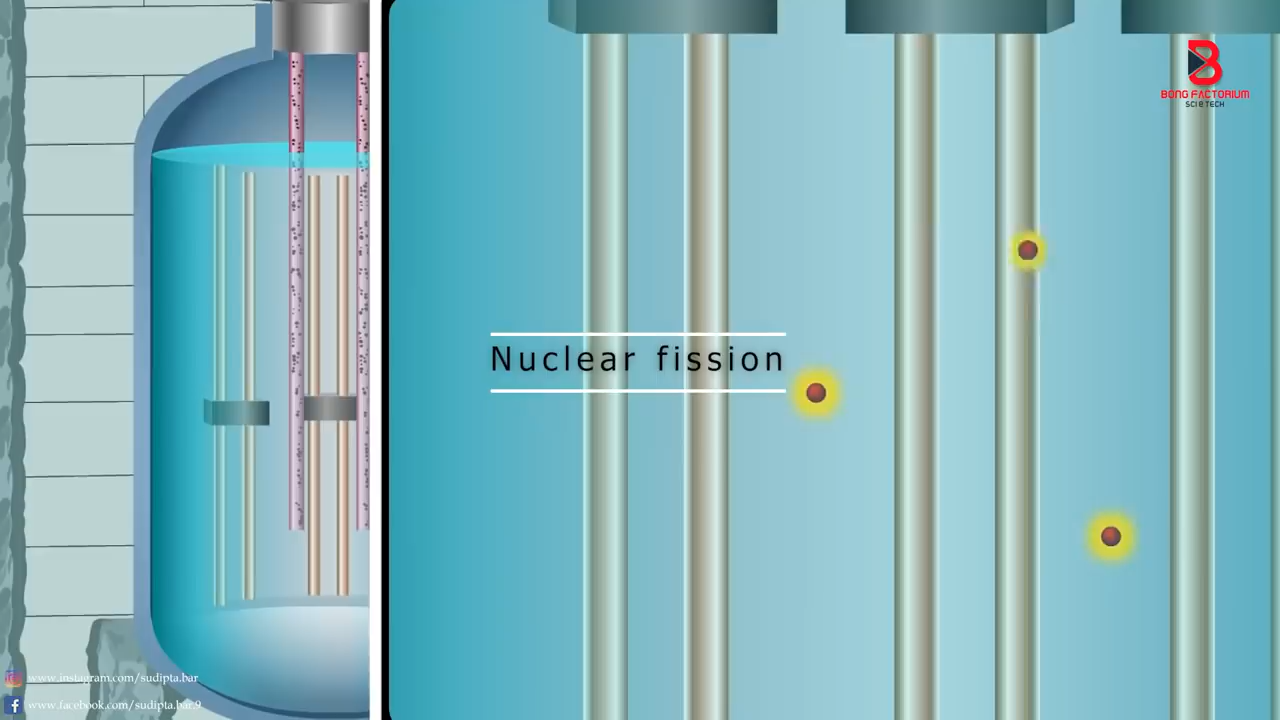 BONG FACTORIUM
SCI e TECH
Nuclear fission
www.instagram.com/sudipta.bar
www.facebook.com/sudipta.bar.9